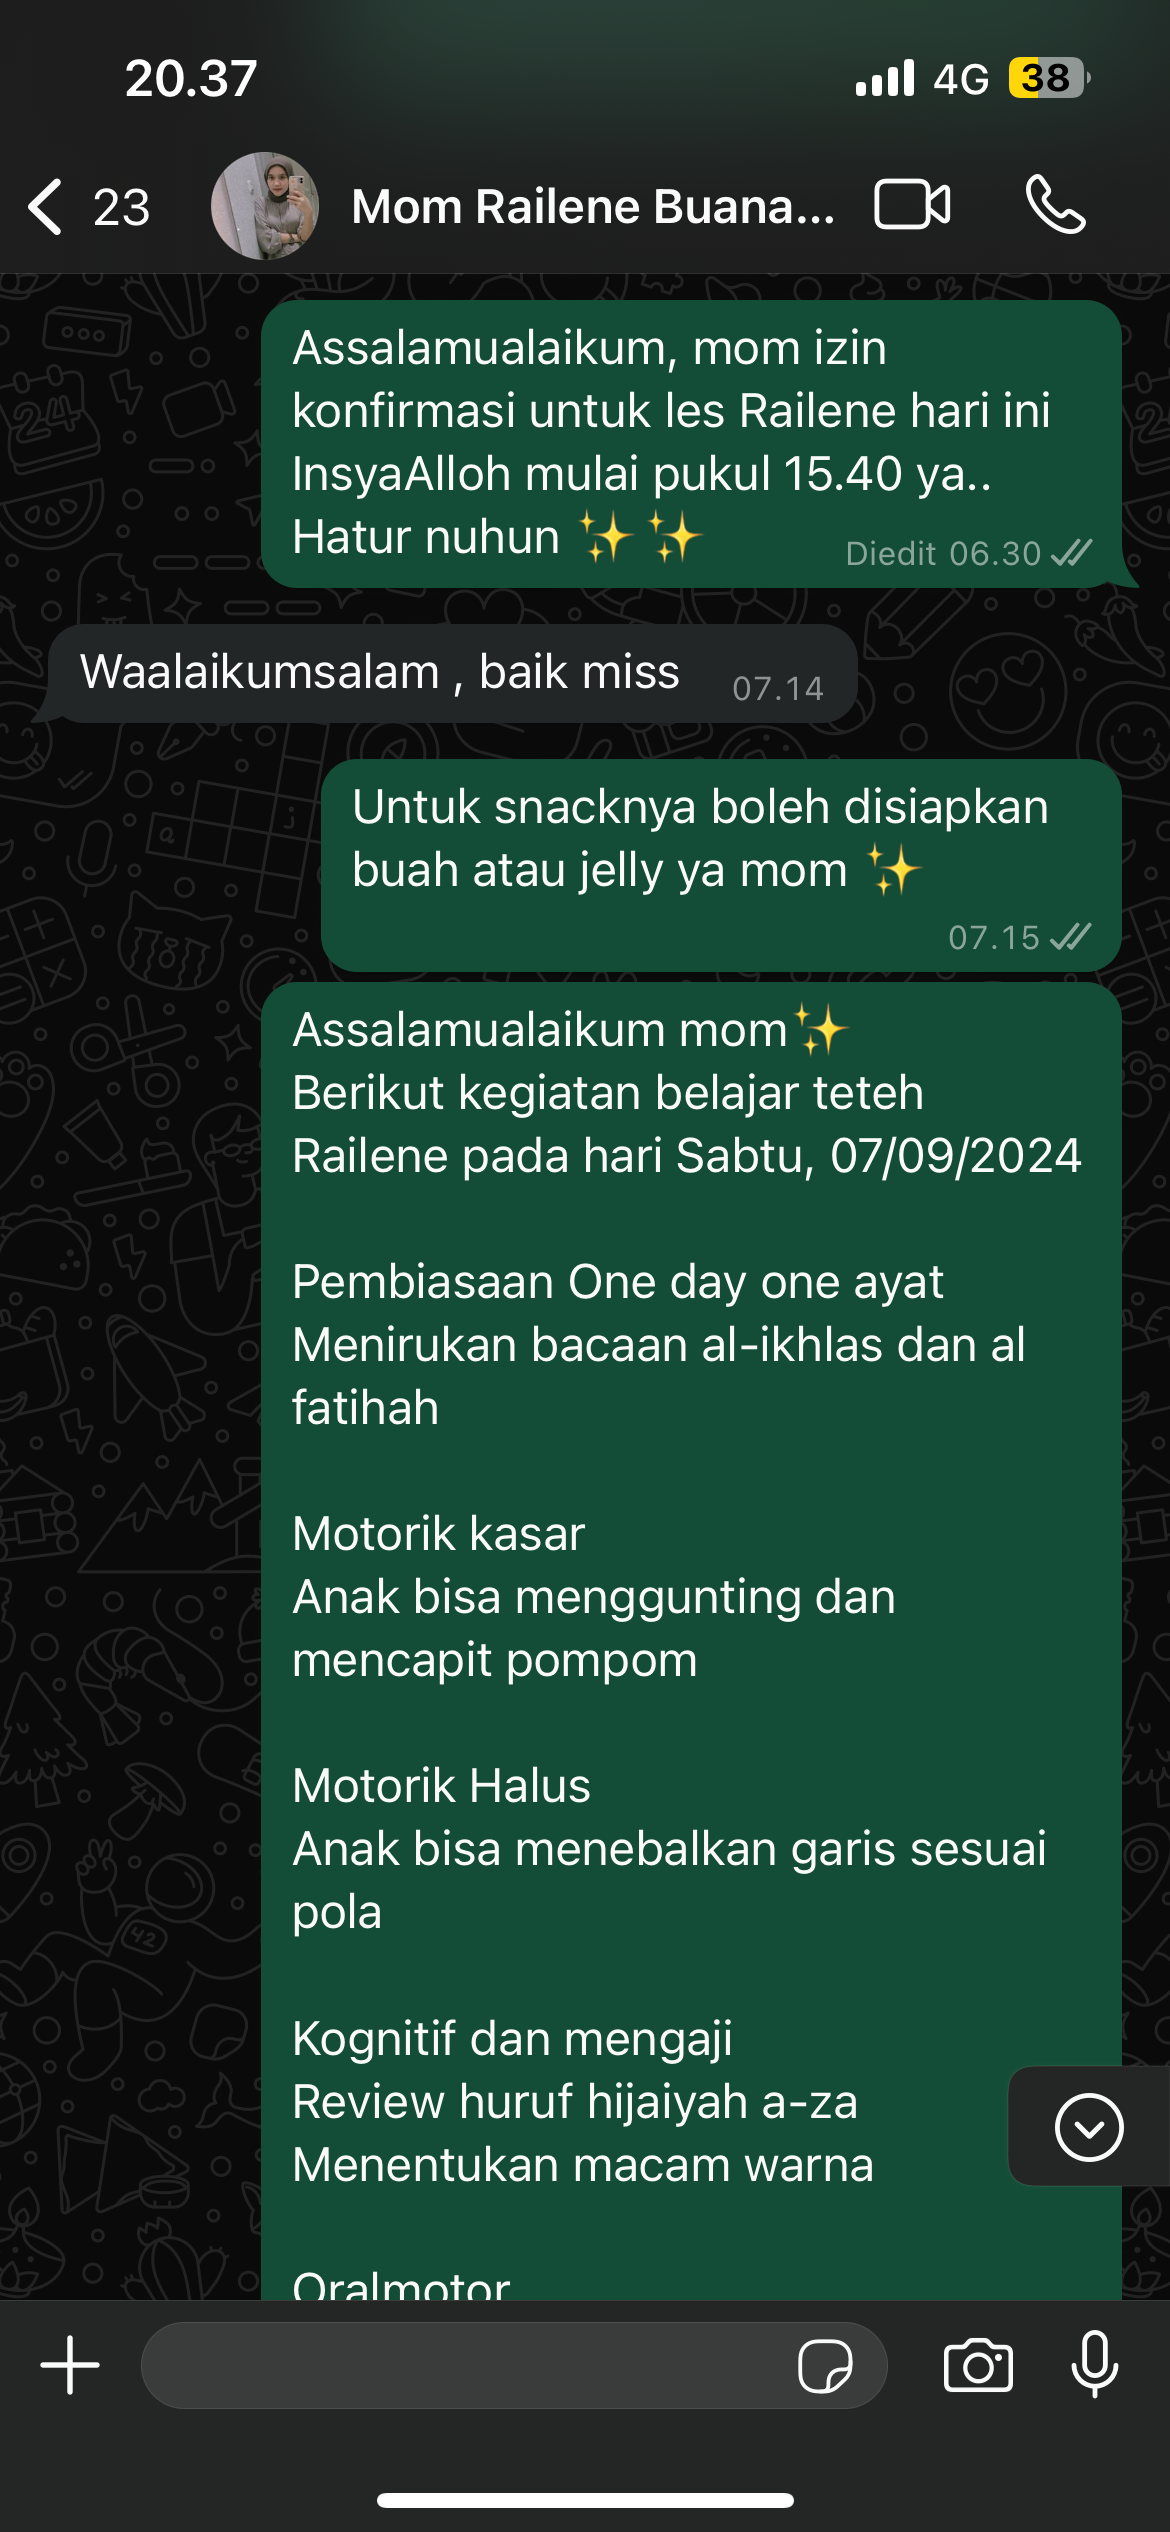 20.37
4G 38
23 Mom Railene Buana...
Assalamualaikum, mom izin
konfirmasi untuk les Railene hari ini
InsyaAlloh mulai pukul 15.40 ya..
Hatur nuhun ✨ ✨
Diedit 06.30
Waalaikumsalam , baik miss
07.14
Untuk snacknya boleh disiapkan
buah atau jelly ya mom ✨
07.15
Assalamualaikum mom✨
Berikut kegiatan belajar teteh
Railene pada hari Sabtu, 07/09/2024
Pembiasaan One day one ayat
Menirukan bacaan al-ikhlas dan al
fatihah
Motorik kasar
Anak bisa menggunting dan
mencapit pompom
Motorik Halus
Anak bisa menebalkan garis sesuai
pola
Kognitif dan mengaji
Review huruf hijaiyah a-za
Menentukan macam warna
Oralmotor